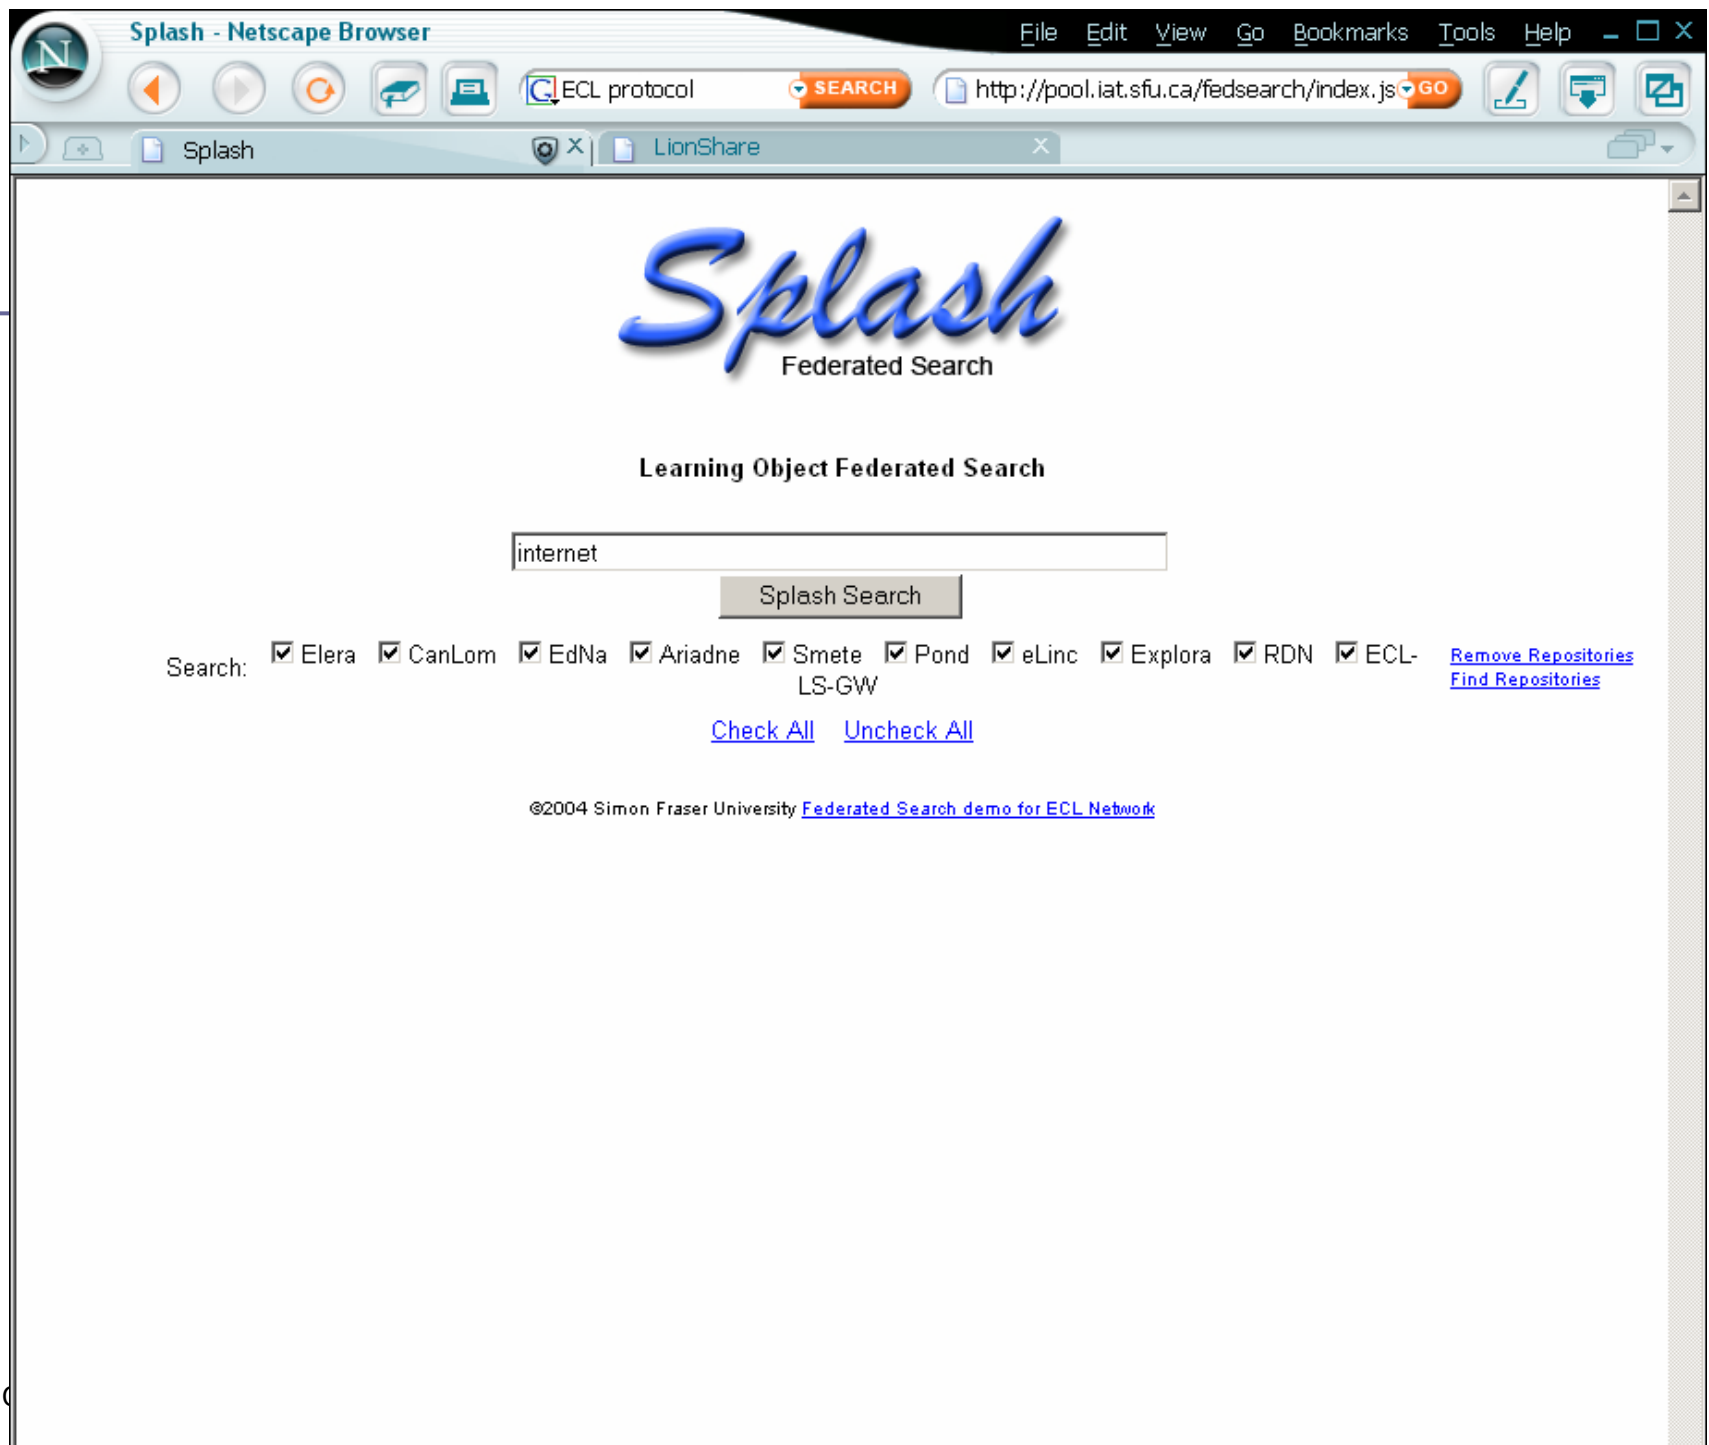 Splash - Netscape Browser
File Edit View Go Bookmarks Tools Help
N
G ECL protocol SEARCH http://pool.iat.sfu.ca/fedsearch/index.js GO
Splash X LionShare X
Splash
Federated Search
Learning Object Federated Search
internet
Splash Search
Search: Elera CanLom EdNa Ariadne Smete Pond eLinc Explora RDN ECL-
LS-GW
Remove Repositories
Find Repositories
Check All Uncheck All
©2004 Simon Fraser University Federated Search demo for ECL Network